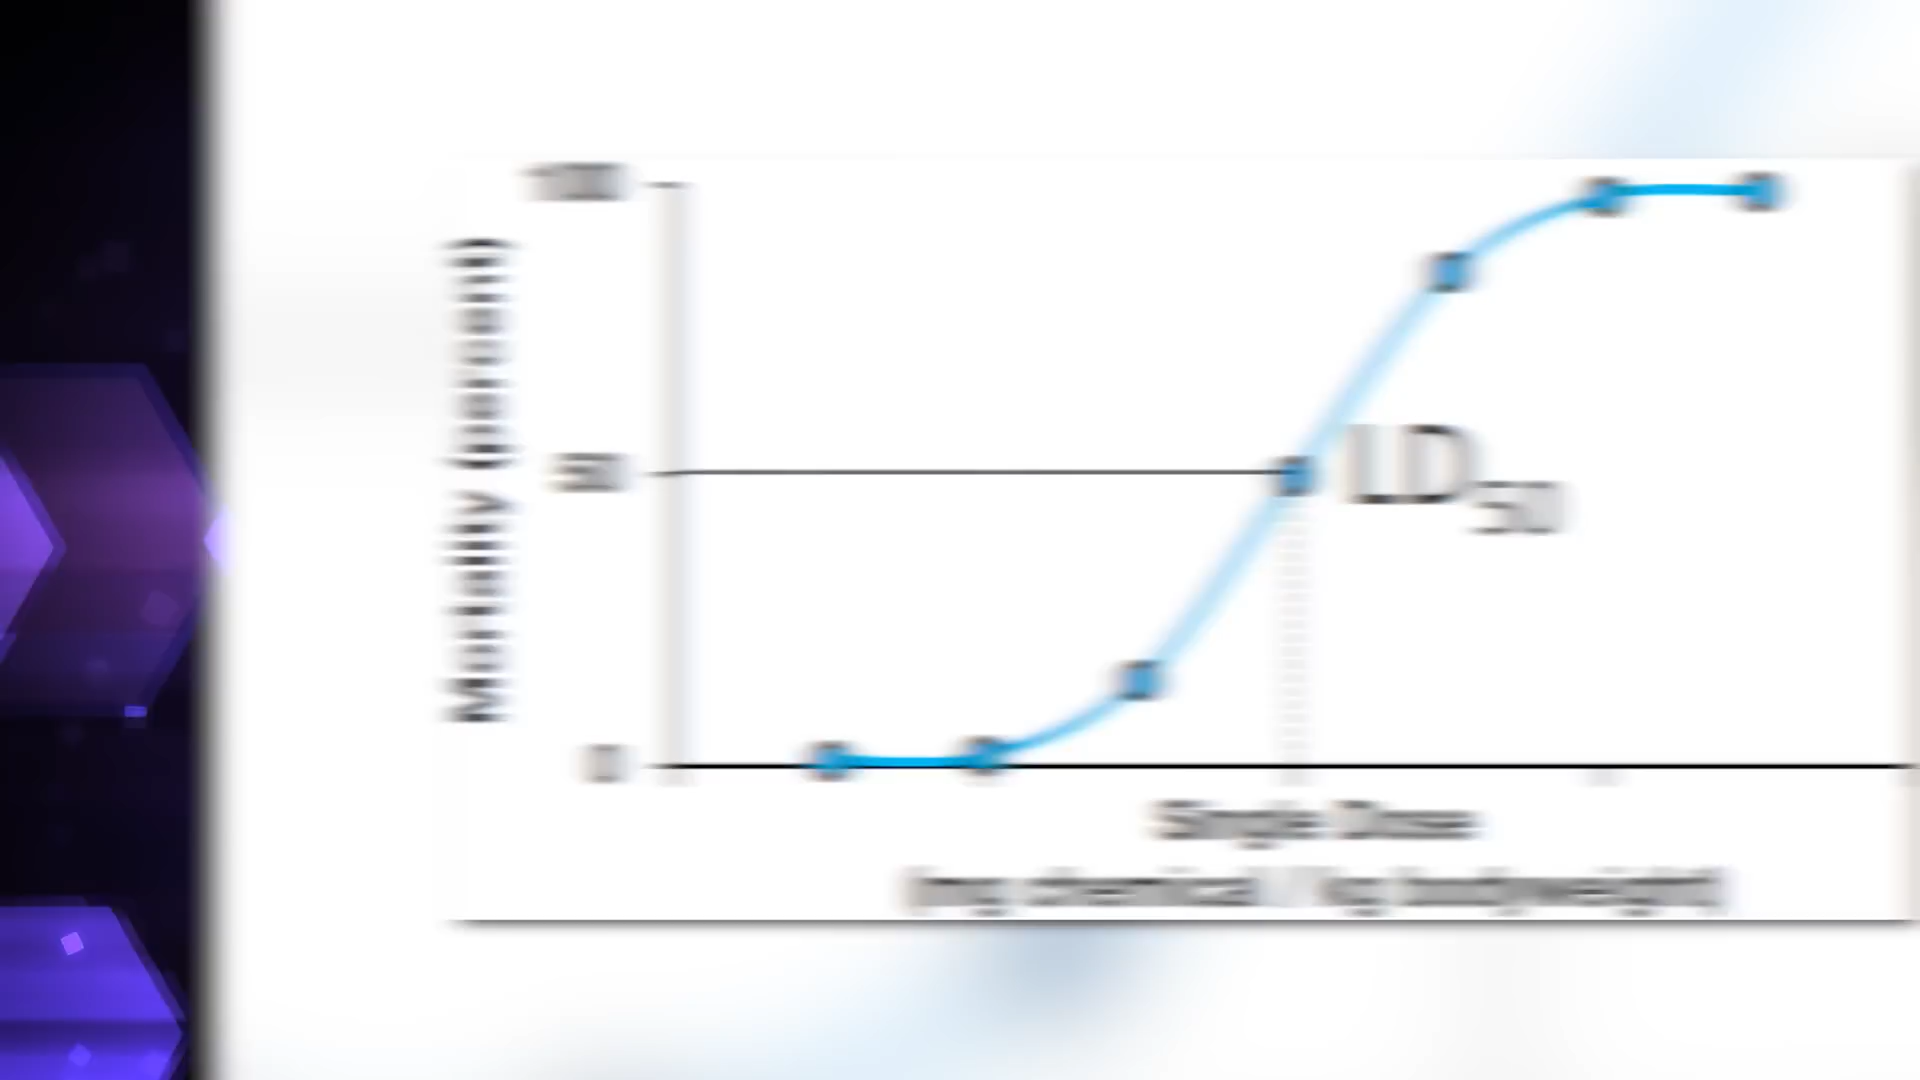 100
Mortality (percent)
50
LD50
0
Single Dose
(mg chemical / kg bodyweight)